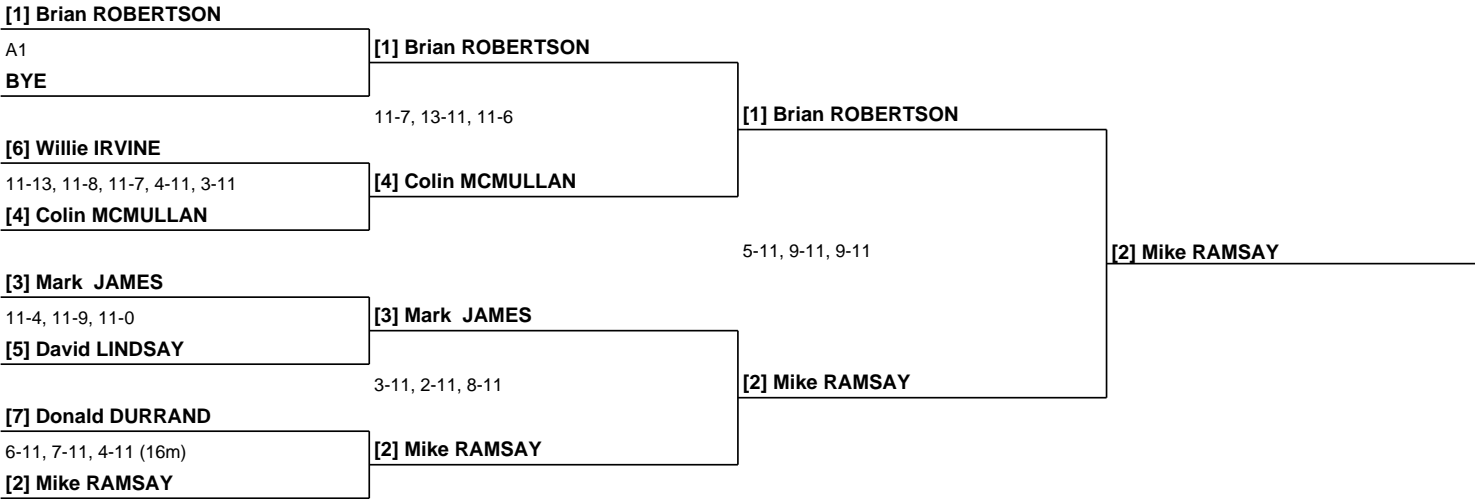 [1] Brian ROBERTSON
A1
[1] Brian ROBERTSON
BYE
11-7, 13-11, 11-6
[1] Brian ROBERTSON
[6] Willie IRVINE
11-13, 11-8, 11-7, 4-11, 3-11
[4] Colin MCMULLAN
[4] Colin MCMULLAN
5-11, 9-11, 9-11
[2] Mike RAMSAY
[3] Mark  JAMES
11-4, 11-9, 11-0
[3] Mark  JAMES
[5] David LINDSAY
3-11, 2-11, 8-11
[2] Mike RAMSAY
[7] Donald DURRAND
6-11, 7-11, 4-11 (16m)
[2] Mike RAMSAY
[2] Mike RAMSAY